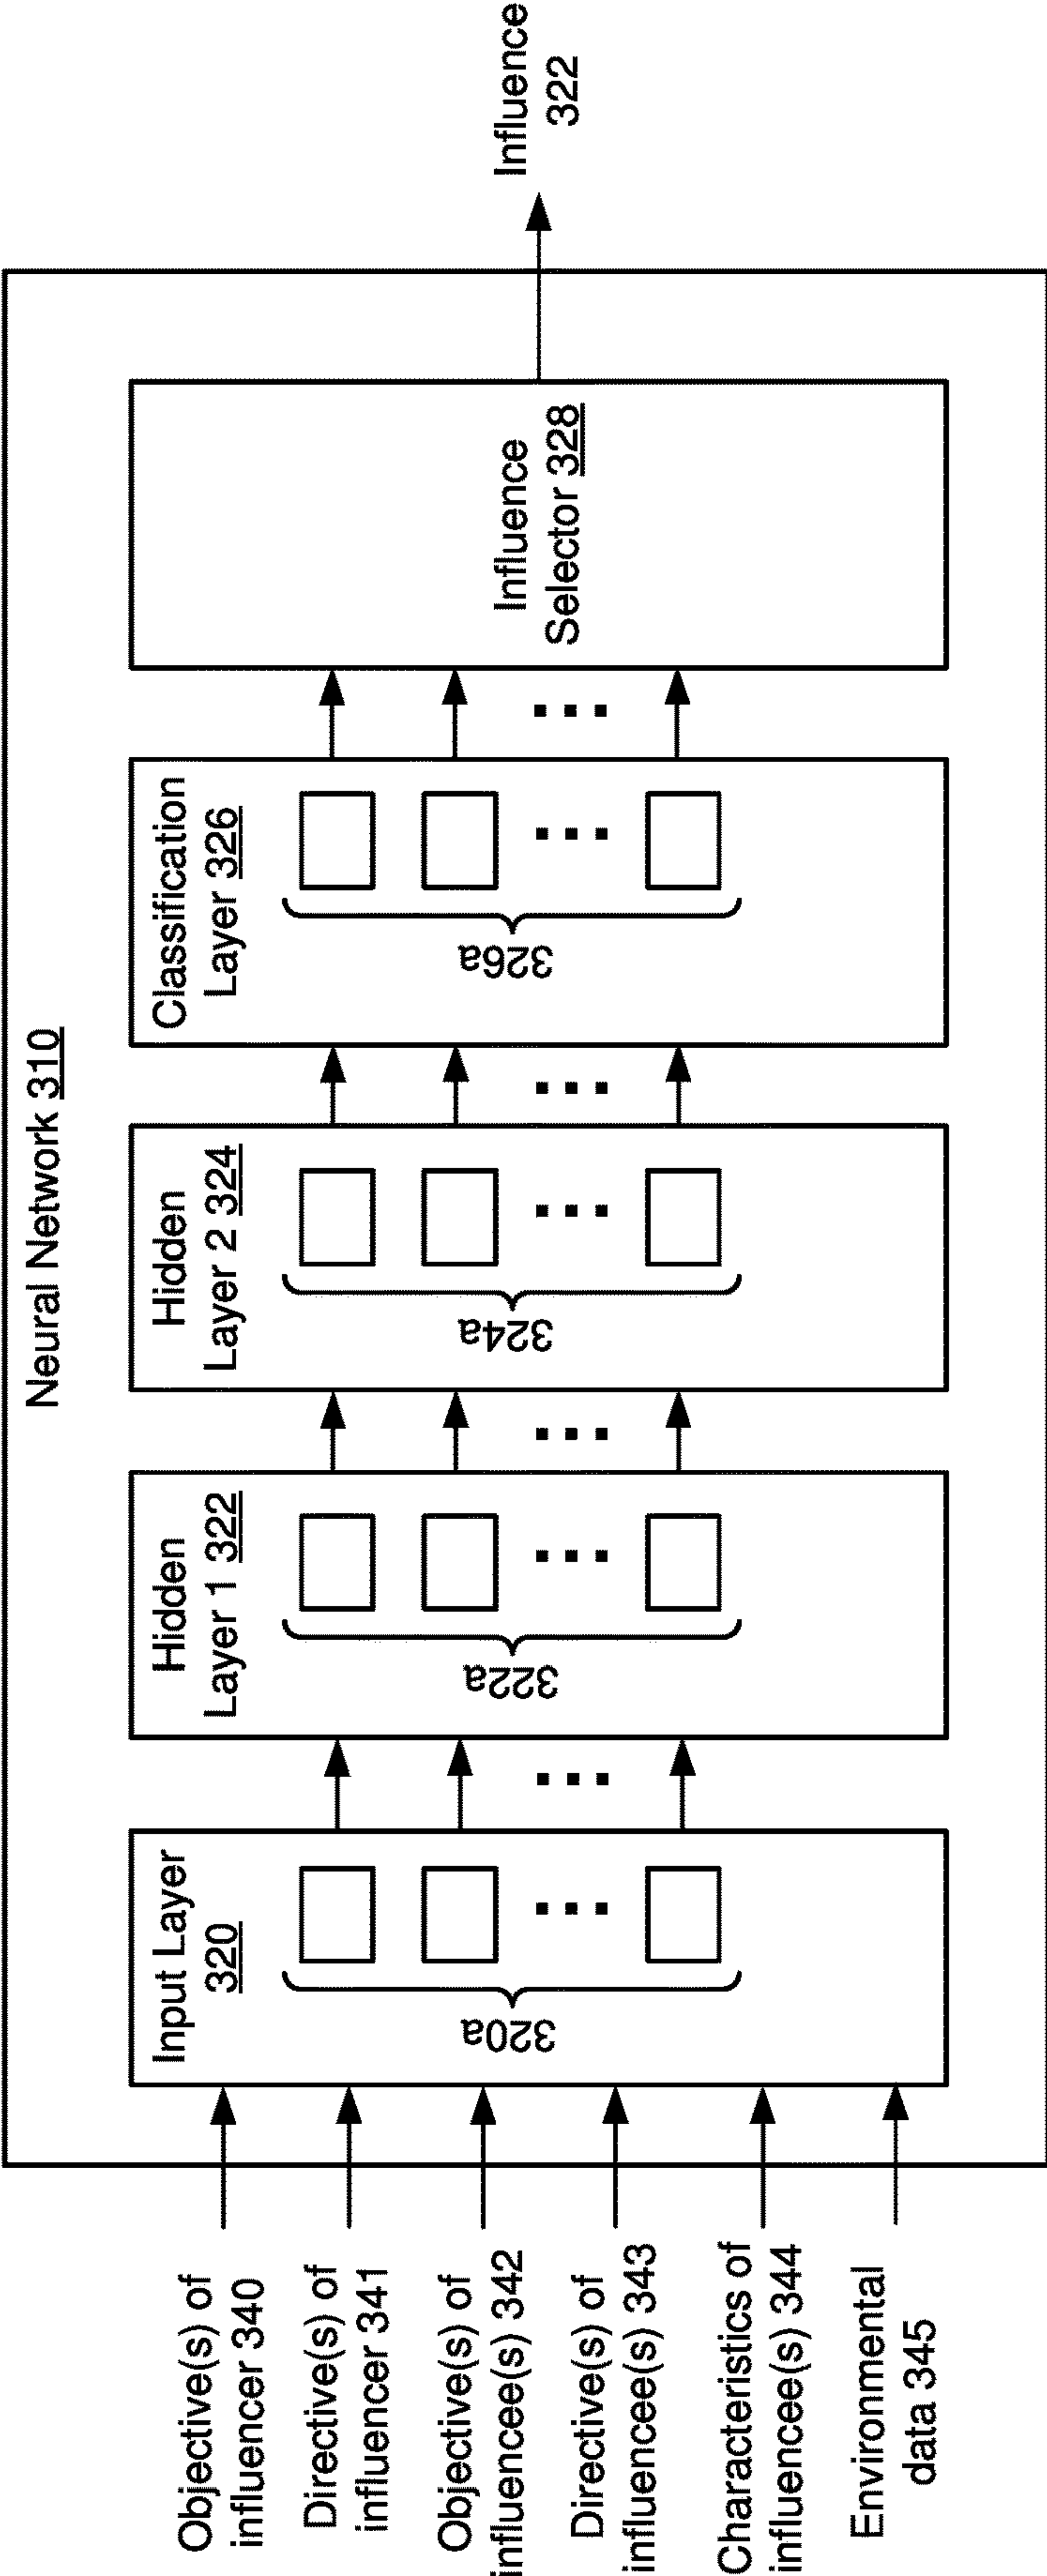 Neural Network 310
Objective(s) of
influencer 340
Directive(s) of
influencer 341
Objective(s) of
influencee(s) 342
Directive(s) of
influencee(s) 343
Characteristics of
influencee(s) 344
Environmental
data 345
Input Layer
320
320a
Hidden
Layer 1 322
322a
Hidden
Layer 2 324
324a
Classification
Layer 326
326a
Influence
Selector 328
Influence
322